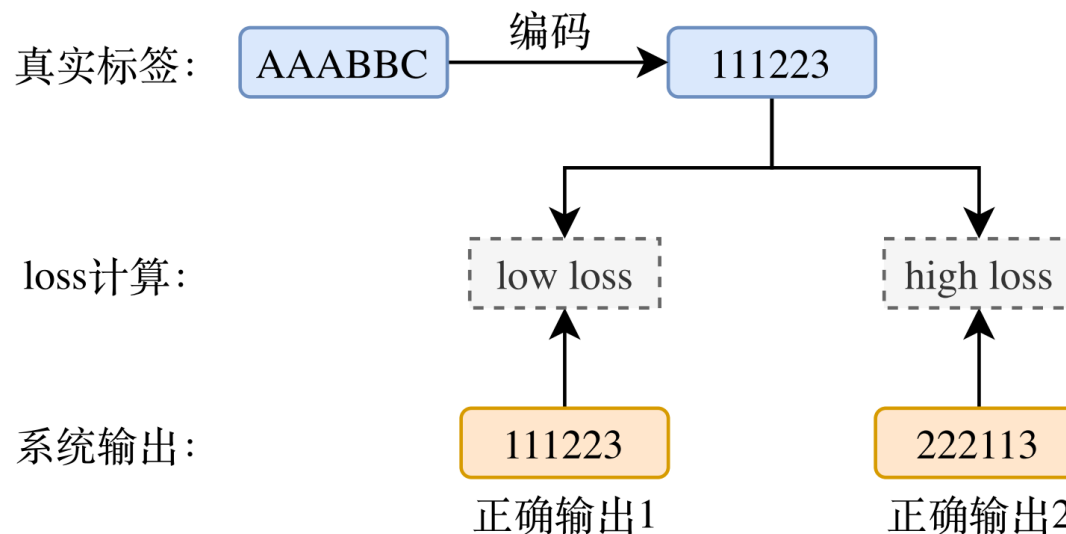 编码
真实标签： AAABBC 111223
loss计算： low loss high loss
系统输出： 111223 222113
正确输出1 正确输出2